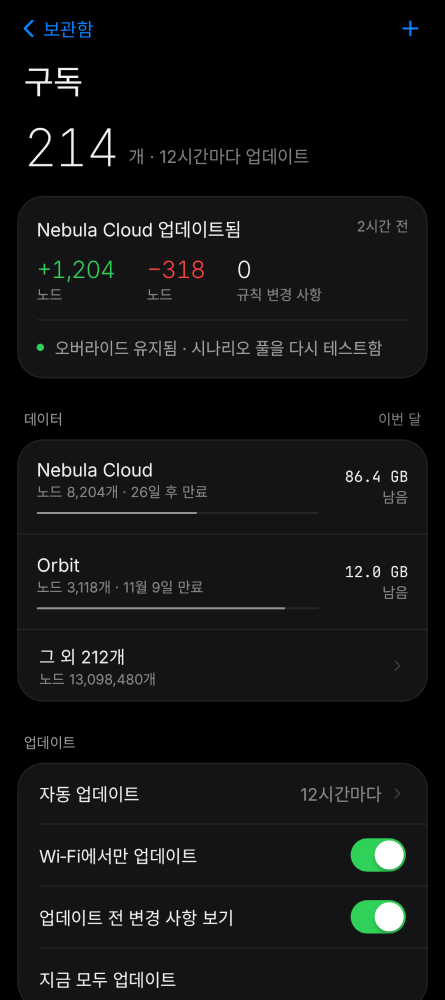 보관함
구독
214 개 · 12시간마다 업데이트
Nebula Cloud 업데이트됨 2시간 전
+1,204 −318 0
노드 노드 규칙 변경 사항
오버라이드 유지됨 · 시나리오 풀을 다시 테스트함
데이터 이번 달
Nebula Cloud 86.4 GB
노드 8,204개 · 26일 후 만료 남음
Orbit 12.0 GB
노드 3,118개 · 11월 9일 만료 남음
그 외 212개
노드 13,098,480개
업데이트
자동 업데이트 12시간마다
Wi-Fi에서만 업데이트
업데이트 전 변경 사항 보기
지금 모두 업데이트